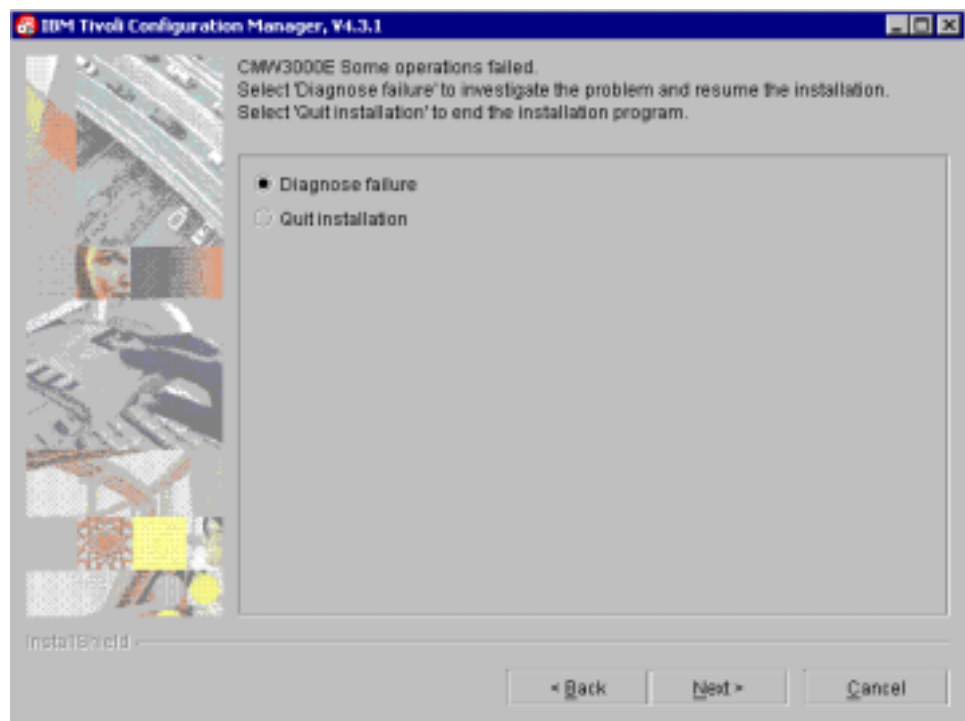 IBM Tivoli Configuration Manager, V4.3.1
CMW3000E Some operations failed.
Select 'Diagnose failure' to investigate the problem and resume the installation.
Select 'Quit installation' to end the installation program.
Diagnose failure
Quit installation
InstallShield
< Back
Next >
Cancel